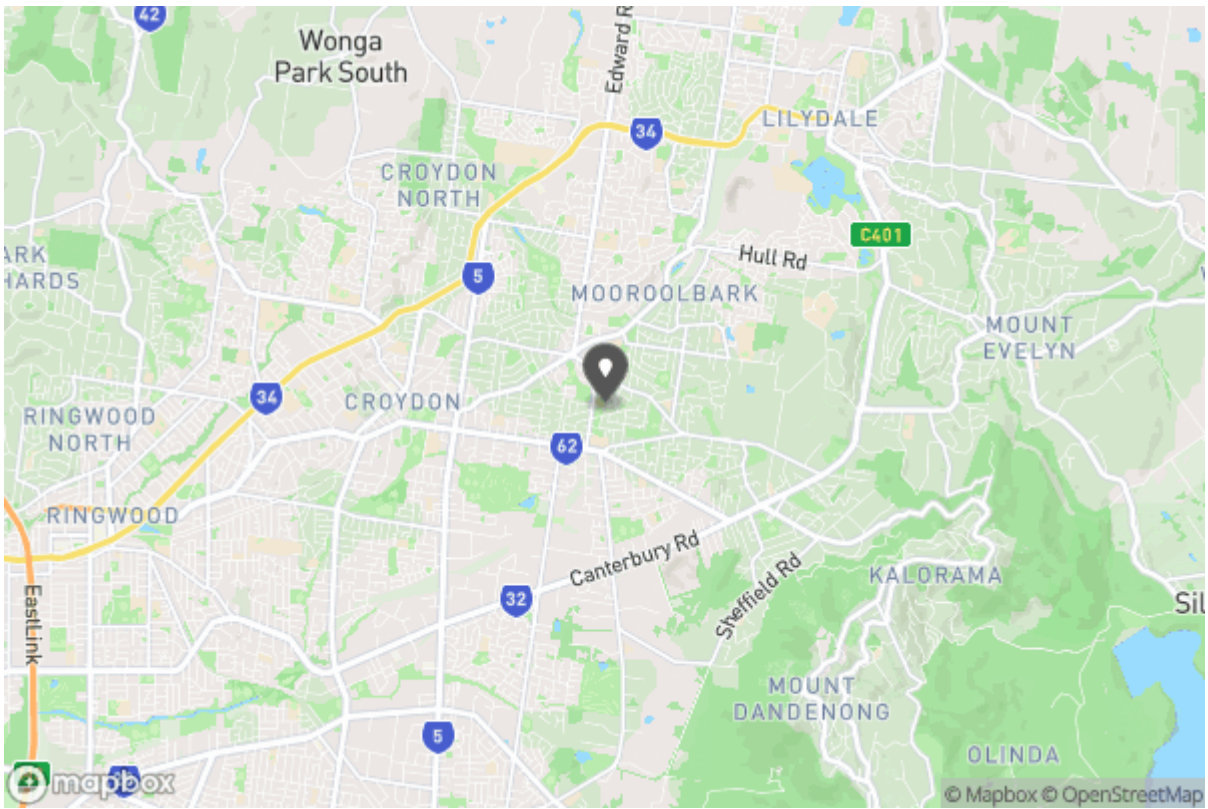 42
Wonga
Park South
Edward R
34
LILYDALE
CROYDON
NORTH
C401
ARK
HARDS
5
Hull Rd
MOOROOLBARK
MOUNT
EVELYN
34
CROYDON
RINGWOOD
NORTH
62
RINGWOOD
Canterbury Rd
KALORAMA
EastLink
32
Sheffield Rd
Sil
MOUNT
DANDENONG
5
OLINDA
mapbox
© Mapbox © OpenStreetMap